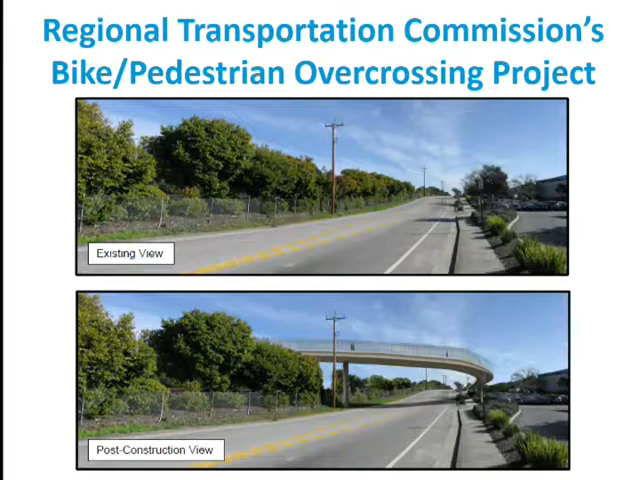 Regional Transportation Commission’s
Bike/Pedestrian Overcrossing Project
Existing View
Post-Construction View